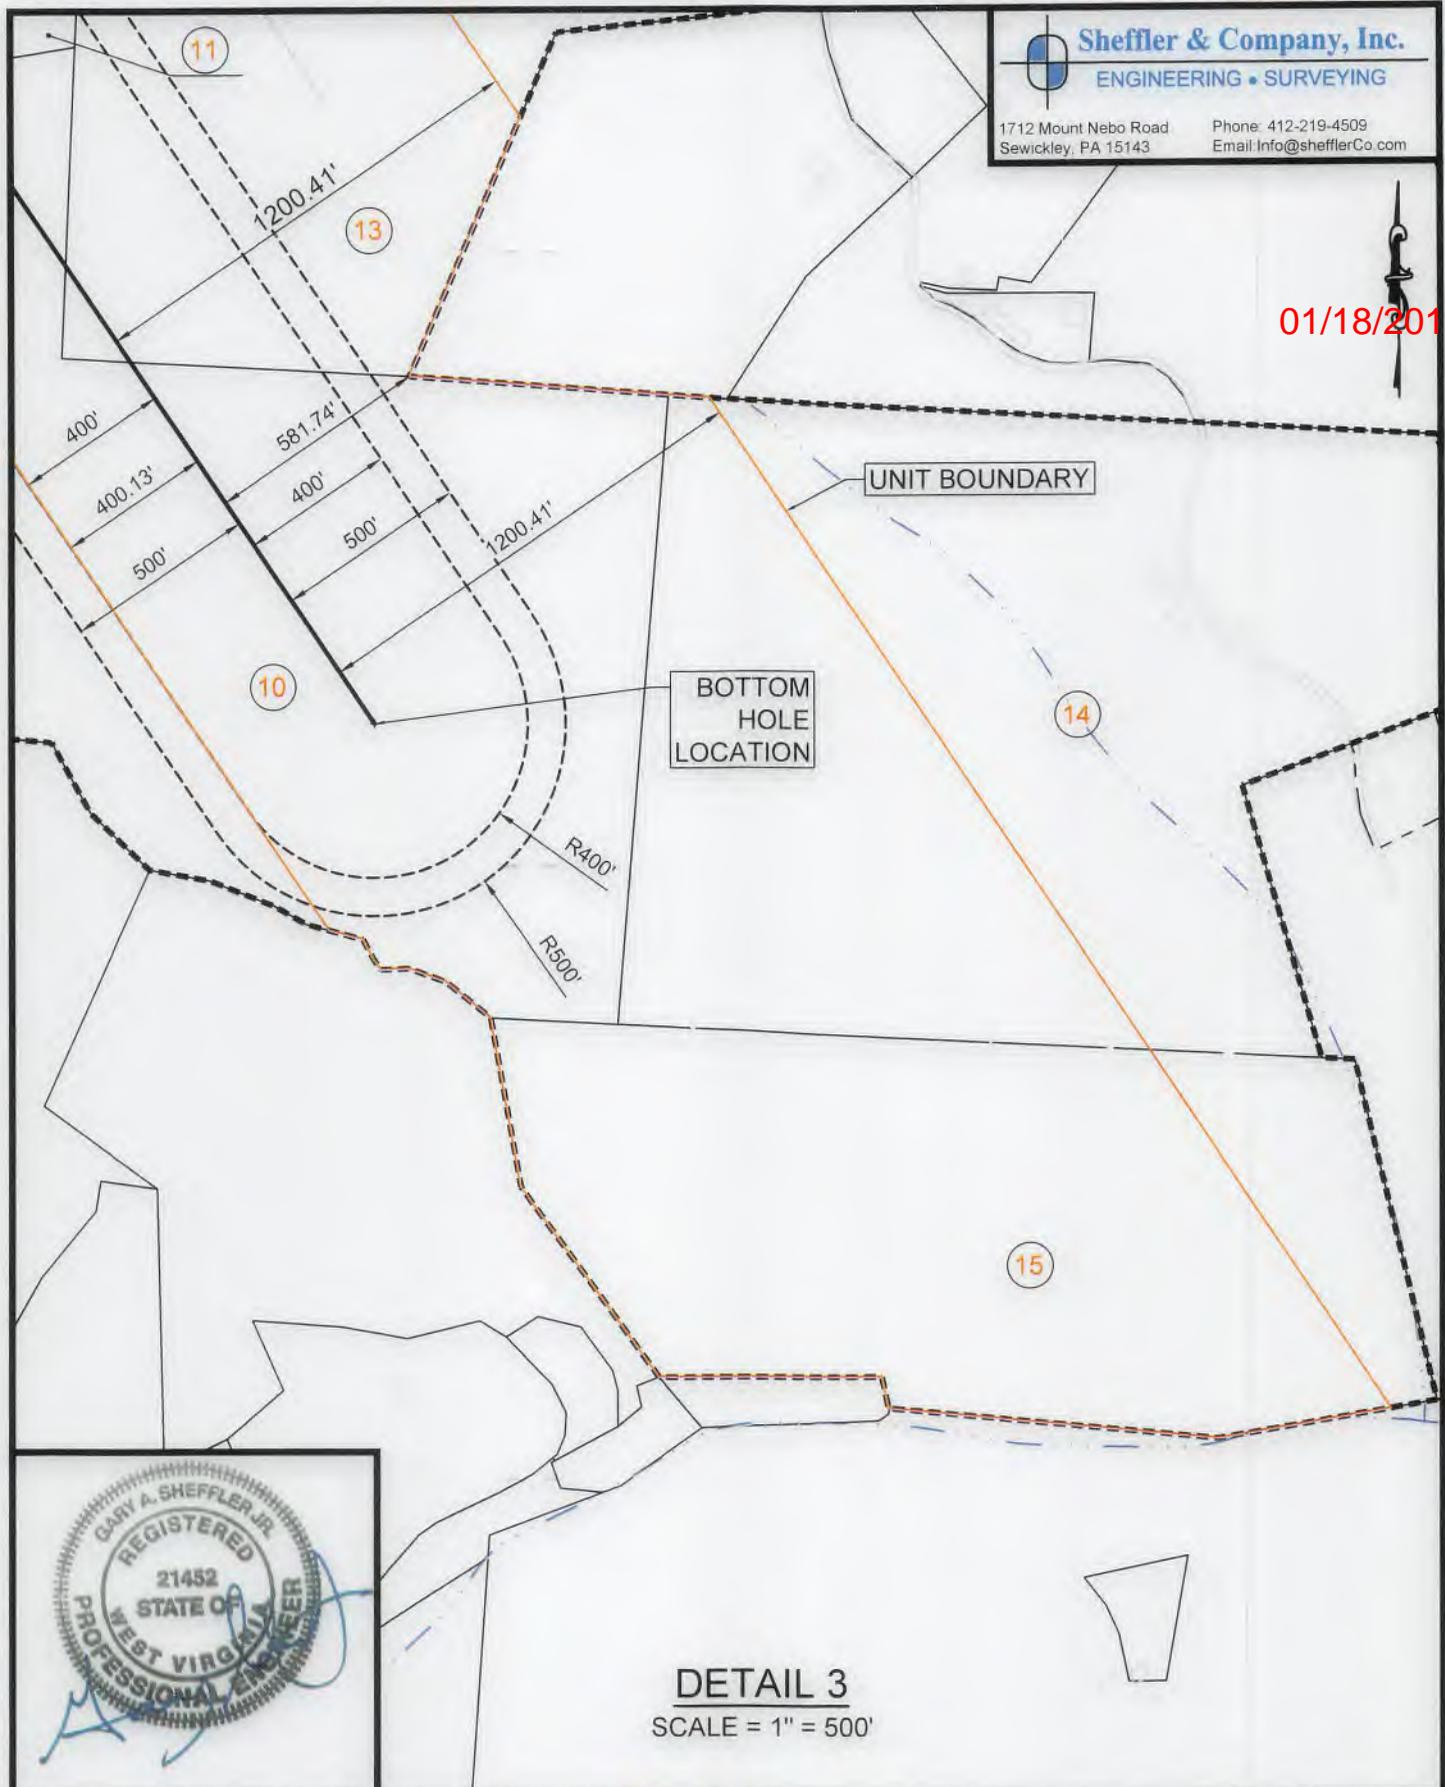 Sheffler & Company, Inc.
ENGINEERING • SURVEYING
1712 Mount Nebo Road
Sewickley, PA 15143
Phone: 412-219-4509
Email:Info@shefflerCo.com
01/18/201
11
1200.41'
13
400'
400.13'
500'
581.74'
400'
500'
1200.41'
UNIT BOUNDARY
10
BOTTOM
HOLE
LOCATION
14
R400'
R500'
15
GARY A. SHEFFLER JR.
REGISTERED
21452
STATE OF
WEST VIRGINIA
PROFESSIONAL ENGINEER
DETAIL 3
SCALE = 1" = 500'